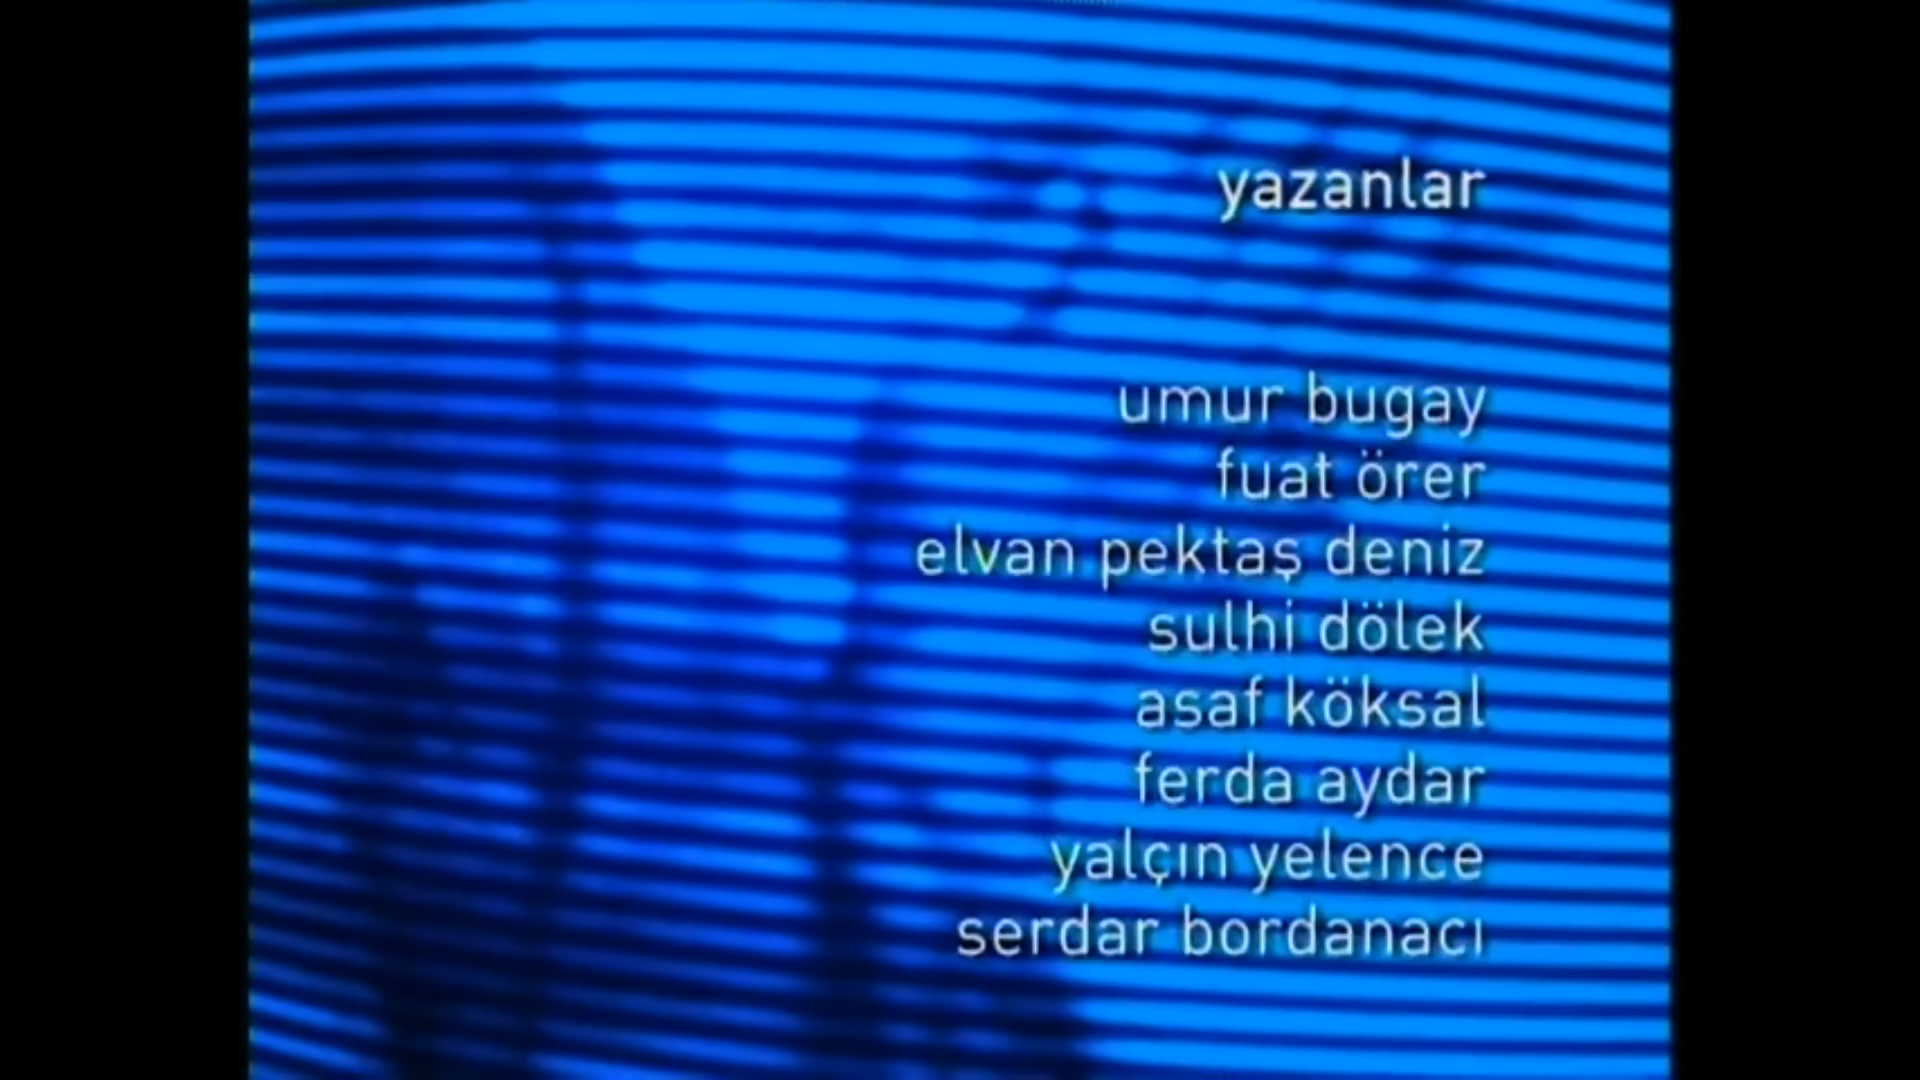 yazanlar
umur bugay
fuat örer
elvan pektaş deniz
sulhi dölek
asaf köksal
ferda aydar
yalçın yelence
serdar bordanacı